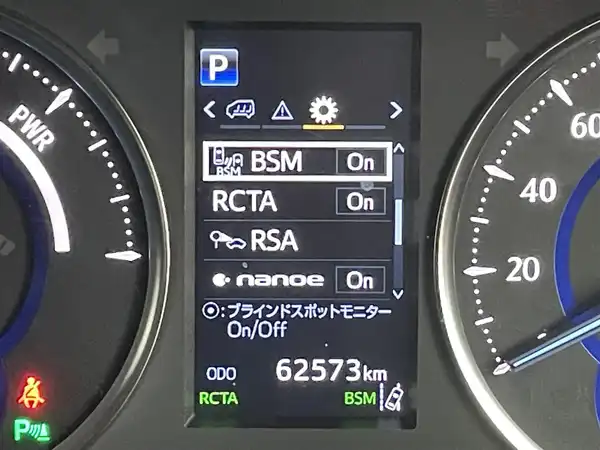 P
PWR
BSM
BSM On
RCTA On
RSA
nanoe On
:ブラインドスポットモニター
On/Off
ODO 62573km
RCTA BSM
P
60
40
20